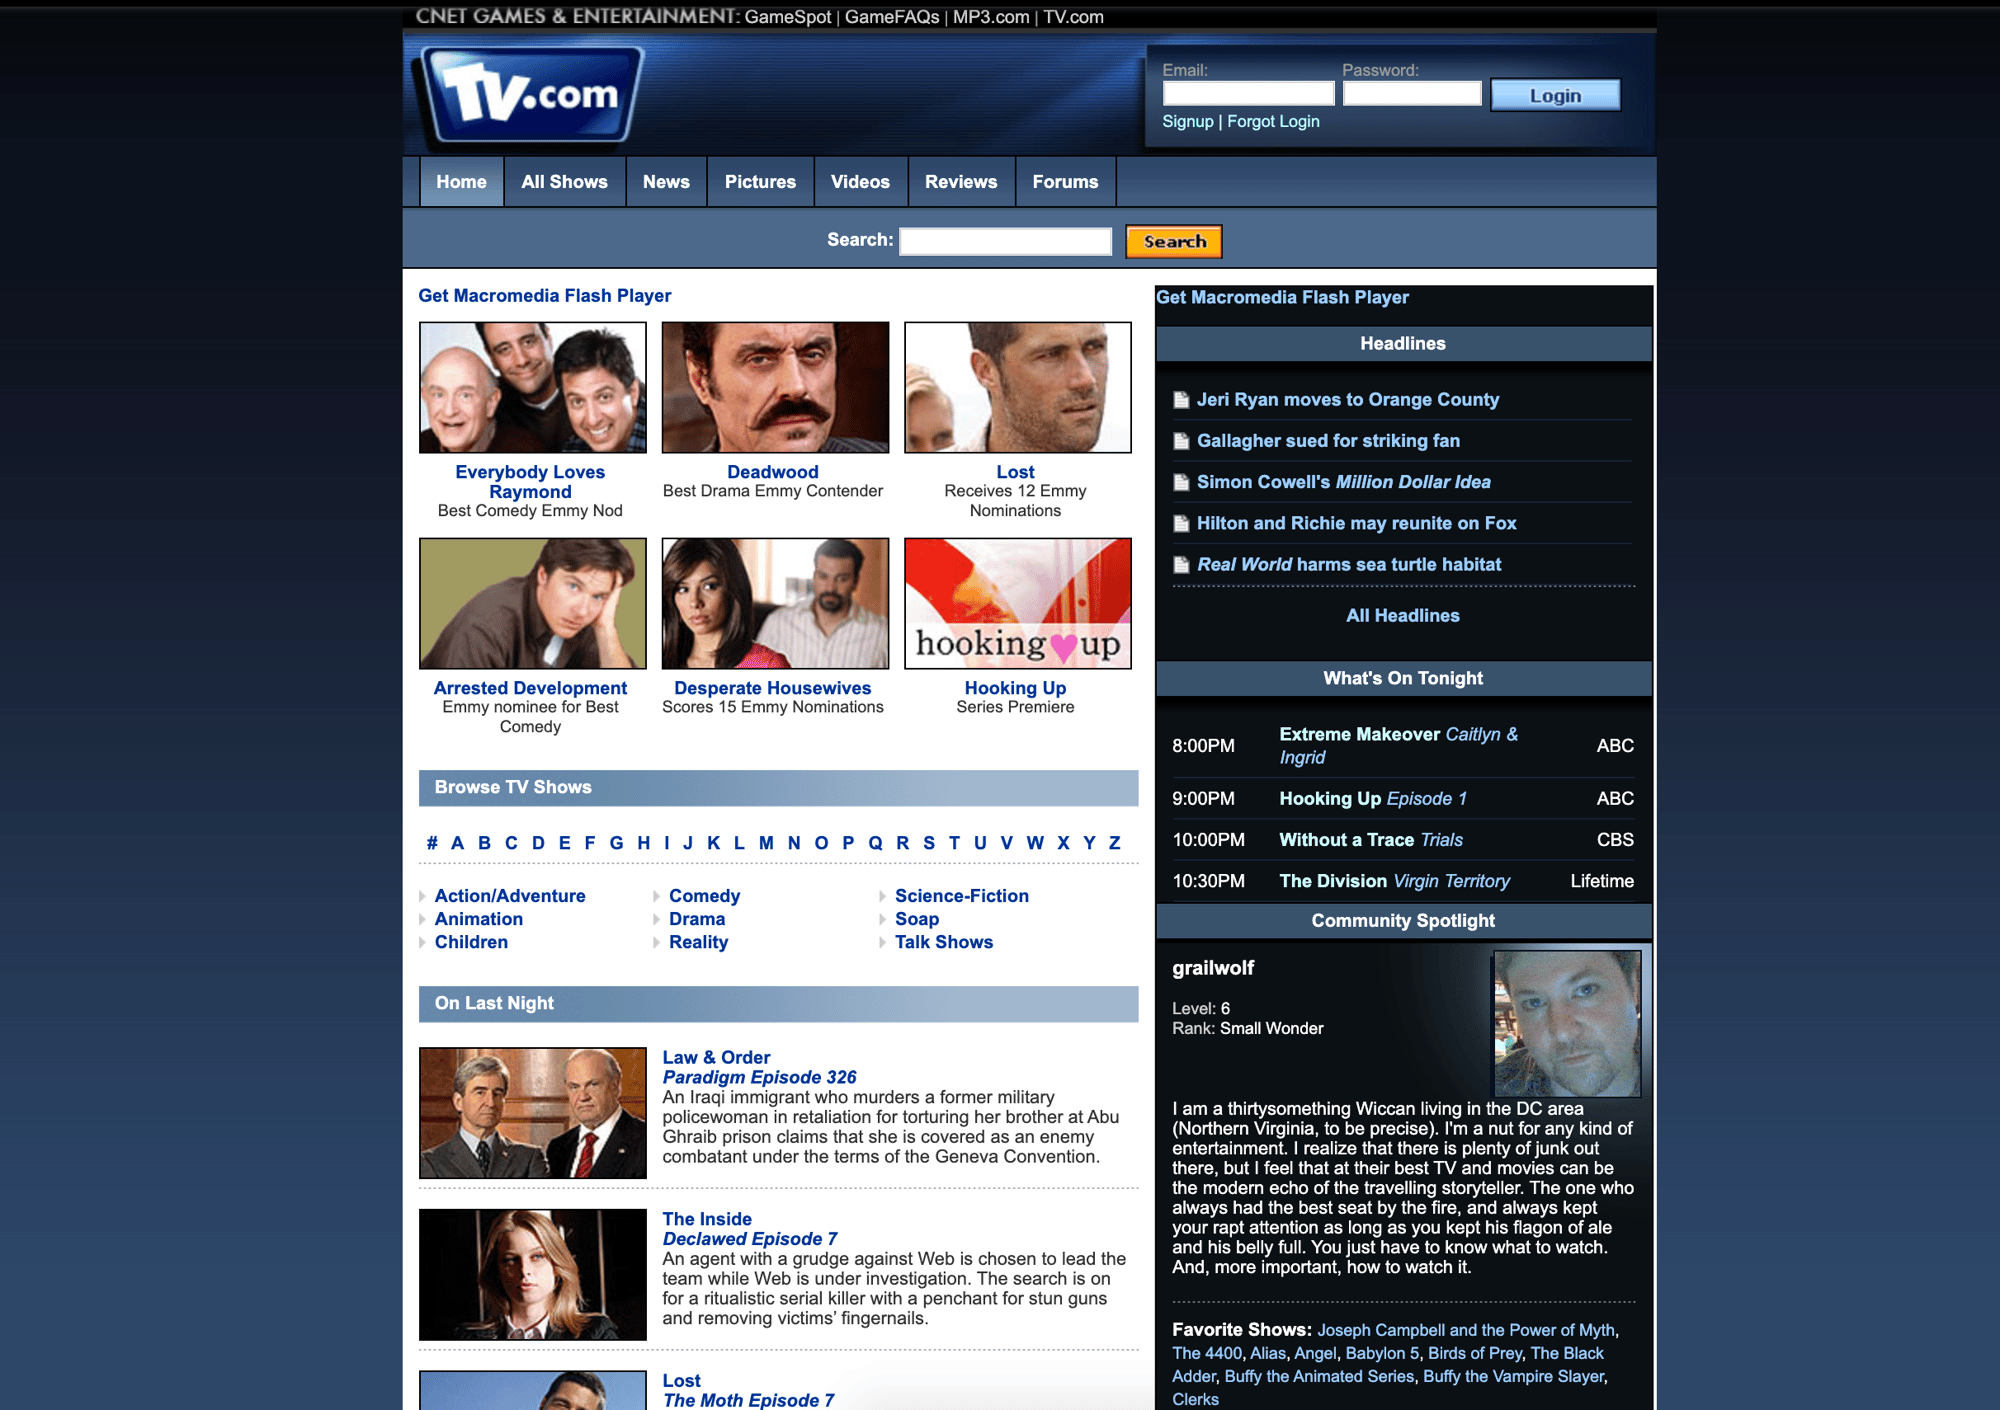 CNET GAMES & ENTERTAINMENT: GameSpot | GameFAQs | MP3.com | TV.com
TV.com
Email:
Password:
Login
Signup | Forgot Login
Home
All Shows
News
Pictures
Videos
Reviews
Forums
Search:
Search
Get Macromedia Flash Player
Everybody Loves
Raymond
Best Comedy Emmy Nod
Deadwood
Best Drama Emmy Contender
Lost
Receives 12 Emmy
Nominations
hooking up
Arrested Development
Emmy nominee for Best
Comedy
Desperate Housewives
Scores 15 Emmy Nominations
Hooking Up
Series Premiere
Browse TV Shows
# A B C D E F G H I J K L M N O P Q R S T U V W X Y Z
Action/Adventure
Animation
Children
Comedy
Drama
Reality
Science-Fiction
Soap
Talk Shows
On Last Night
Law & Order
Paradigm Episode 326
An Iraqi immigrant who murders a former military
policewoman in retaliation for torturing her brother at Abu
Ghraib prison claims that she is covered as an enemy
combatant under the terms of the Geneva Convention.
The Inside
Declawed Episode 7
An agent with a grudge against Web is chosen to lead the
team while Web is under investigation. The search is on
for a ritualistic serial killer with a penchant for stun guns
and removing victims’ fingernails.
Lost
The Moth Episode 7
Get Macromedia Flash Player
Headlines
Jeri Ryan moves to Orange County
Gallagher sued for striking fan
Simon Cowell's Million Dollar Idea
Hilton and Richie may reunite on Fox
Real World harms sea turtle habitat
All Headlines
What's On Tonight
8:00PM Extreme Makeover Caitlyn & ABC
Ingrid
9:00PM Hooking Up Episode 1 ABC
10:00PM Without a Trace Trials CBS
10:30PM The Division Virgin Territory Lifetime
Community Spotlight
grailwolf
Level: 6
Rank: Small Wonder
I am a thirtysomething Wiccan living in the DC area
(Northern Virginia, to be precise). I'm a nut for any kind of
entertainment. I realize that there is plenty of junk out
there, but I feel that at their best TV and movies can be
the modern echo of the travelling storyteller. The one who
always had the best seat by the fire, and always kept
your rapt attention as long as you kept his flagon of ale
and his belly full. You just have to know what to watch.
And, more important, how to watch it.
Favorite Shows: Joseph Campbell and the Power of Myth,
The 4400, Alias, Angel, Babylon 5, Birds of Prey, The Black
Adder, Buffy the Animated Series, Buffy the Vampire Slayer,
Clerks